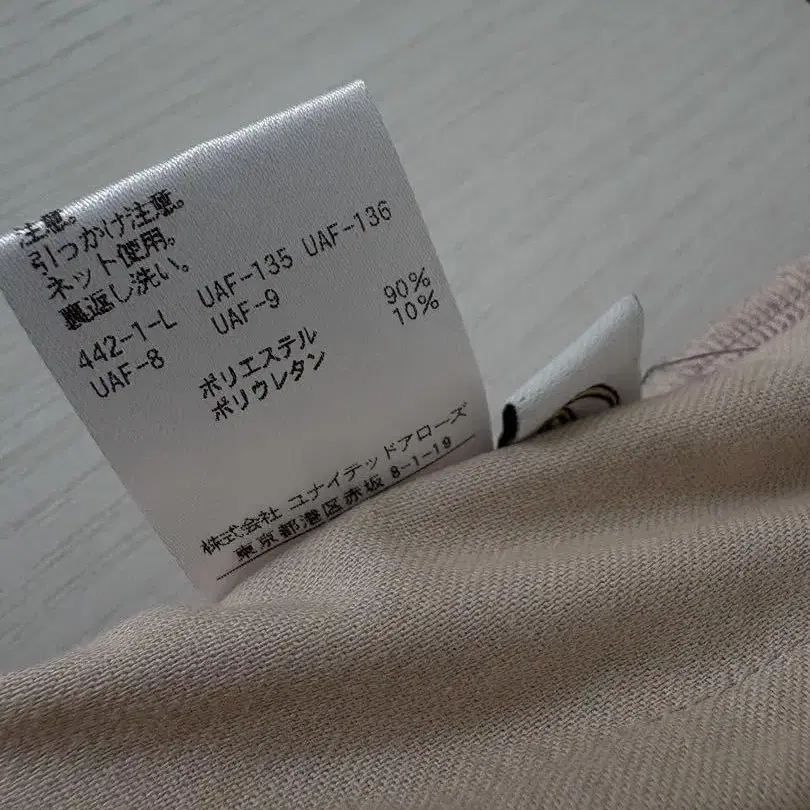 注意。
引っかけ注意。
ネット使用。
裏返し洗い。
442-1-L UAF-135 UAF-136
UAF-8 UAF-9
ポリエステル 90%
ポリウレタン 10%
株式会社 ユナイテッドアローズ
東京都港区赤坂 8-1-19